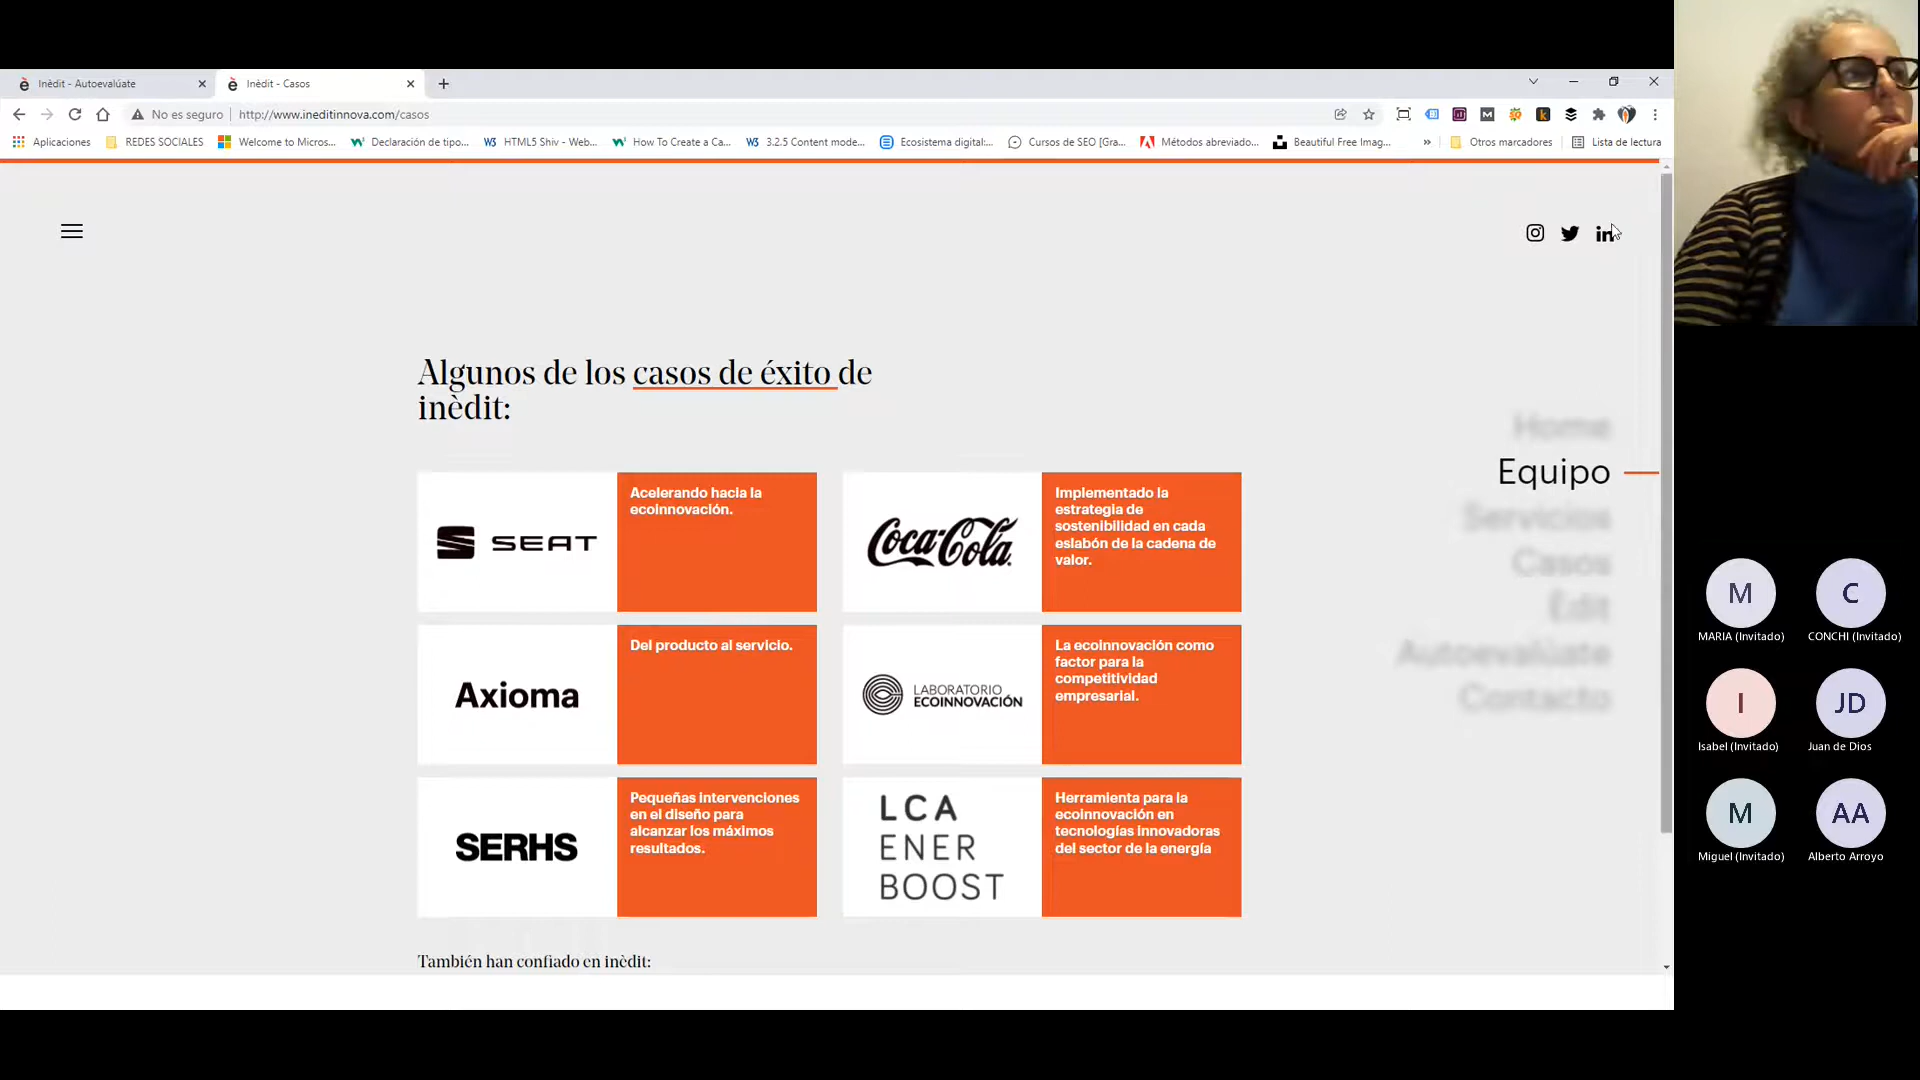 Inèdit - Autoevalúate
Inèdit - Casos
No es seguro
http://www.ineditinnova.com/casos
Aplicaciones
REDES SOCIALES
Welcome to Micros...
Declaración de tipo...
HTML5 Shiv - Web...
How To Create a Ca...
3.2.5 Content mode...
Ecosistema digital:...
Cursos de SEO [Gra...
Métodos abreviado...
Beautiful Free Imag...
»
Otros marcadores
Lista de lectura
Algunos de los casos de éxito de
inèdit:
SEAT
Acelerando hacia la
ecoinnovación.
Coca-Cola
Implementado la
estrategia de
sostenibilidad en cada
eslabón de la cadena de
valor.
Axioma
Del producto al servicio.
LABORATORIO
ECOINNOVACIÓN
La ecoinnovación como
factor para la
competitividad
empresarial.
SERHS
Pequeñas intervenciones
en el diseño para
alcanzar los máximos
resultados.
LCA
ENER
BOOST
Herramienta para la
ecoinnovación en
tecnologías innovadoras
del sector de la energía
También han confiado en inèdit:
Home
Equipo
Servicios
Casos
Èdit
Autoevalúate
Contacto
M
MARIA (Invitado)
C
CONCHI (Invitado)
I
Isabel (Invitado)
JD
Juan de Dios
M
Miguel (Invitado)
AA
Alberto Arroyo